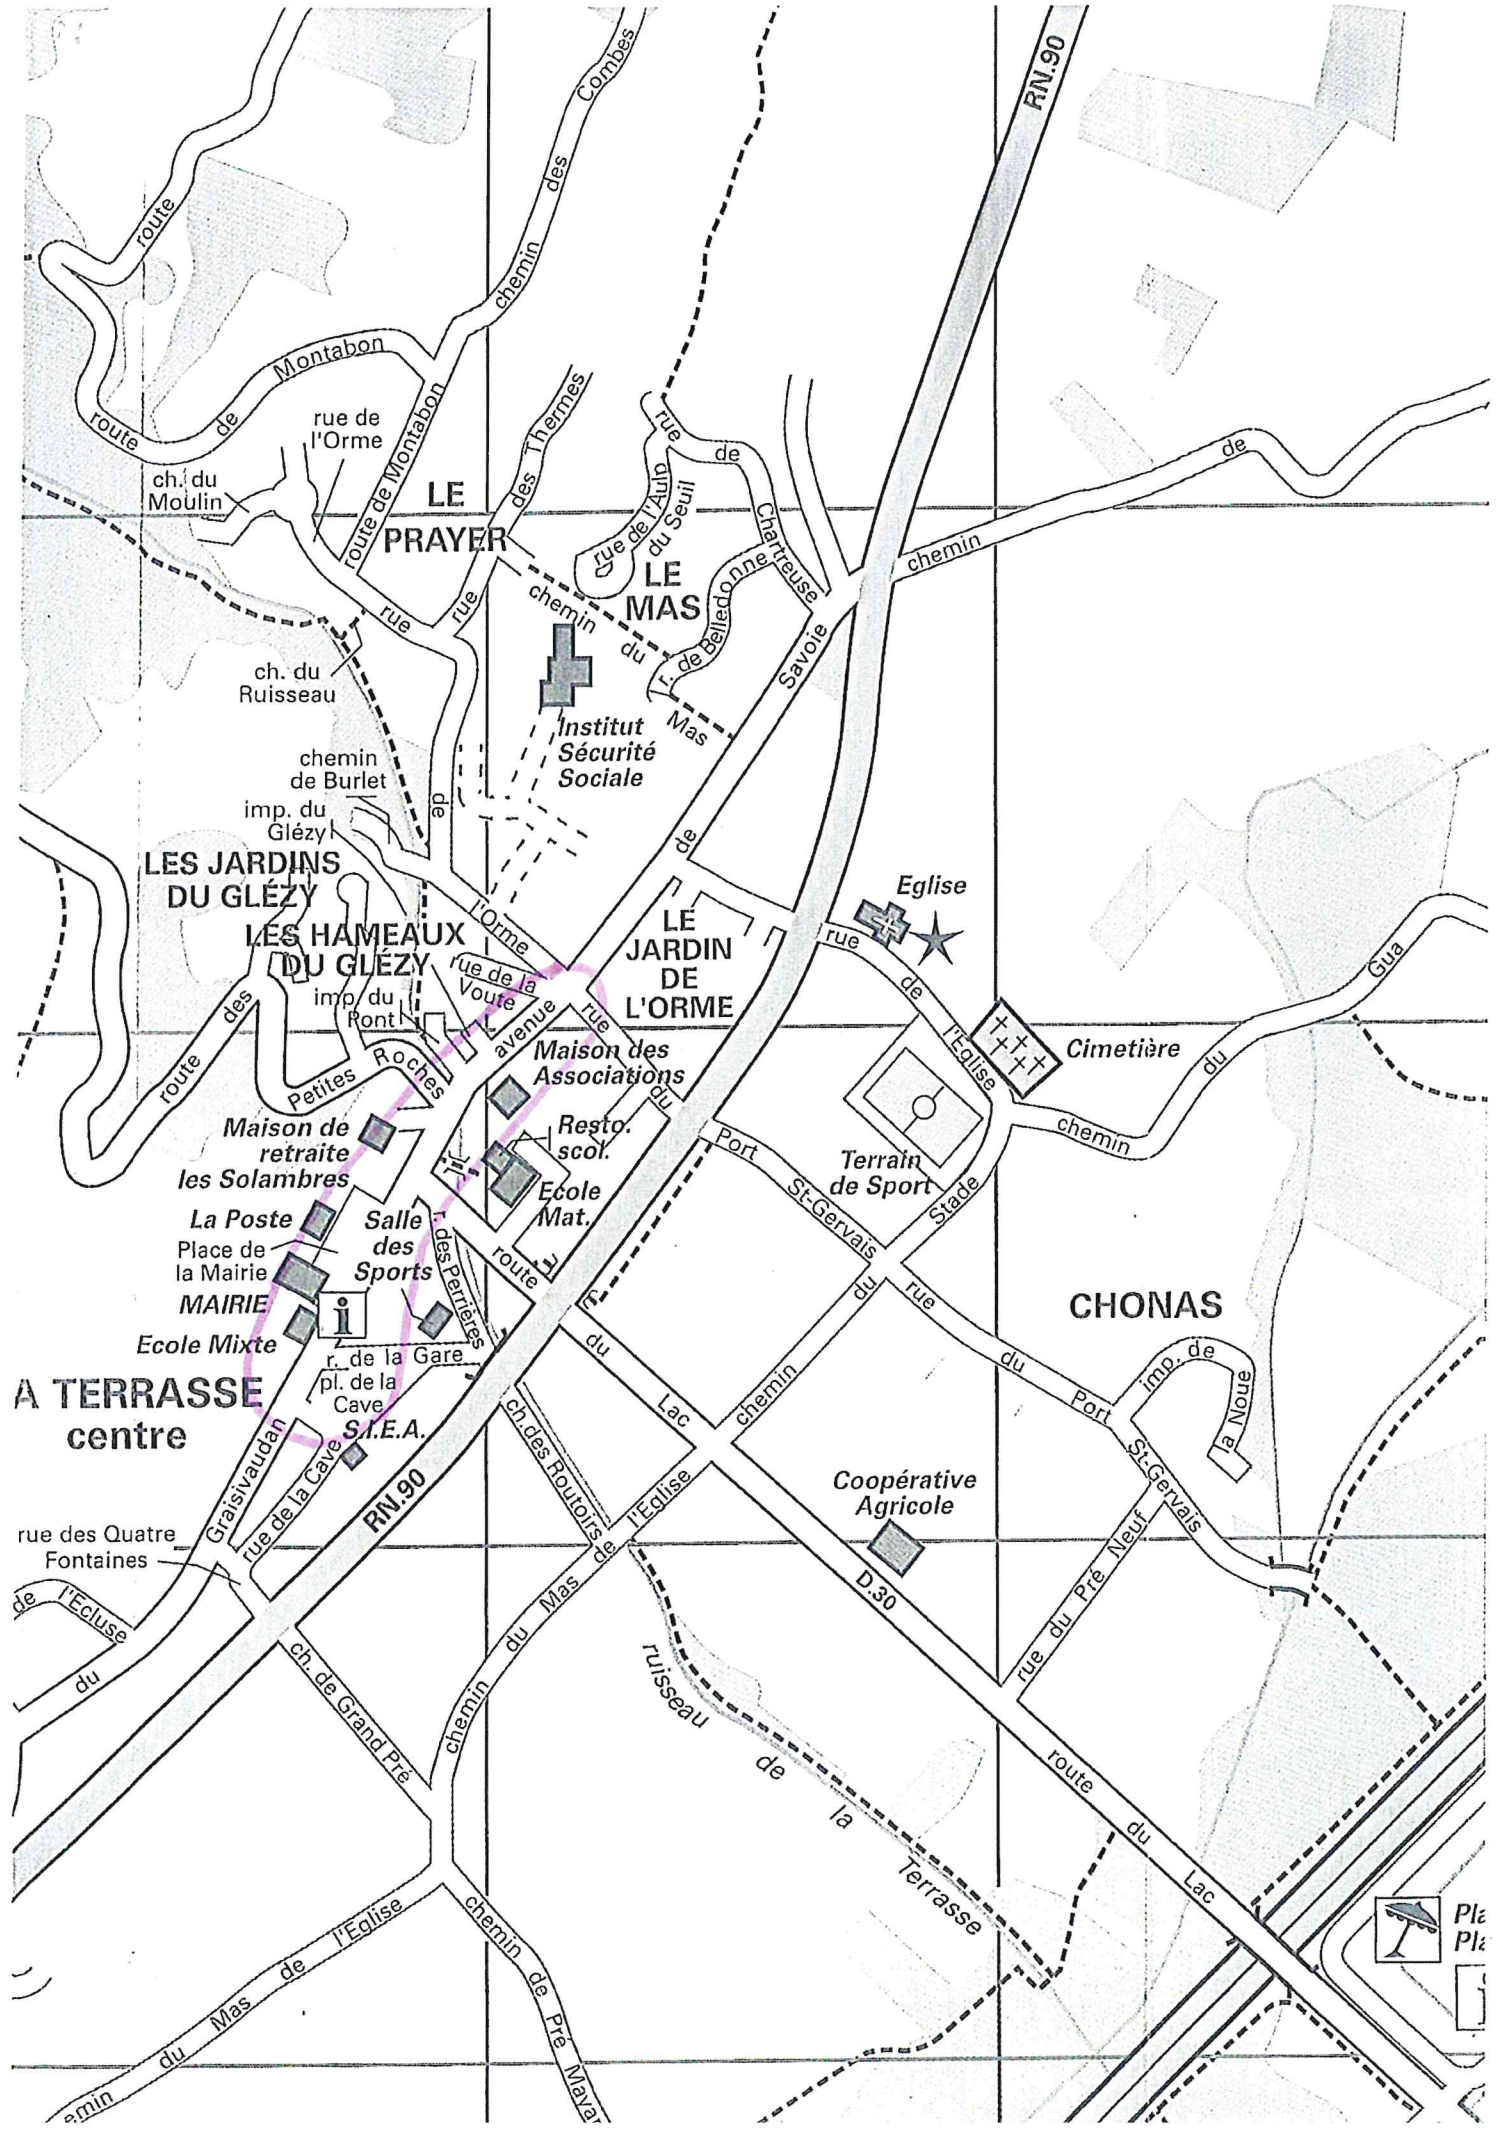 RN.90
chemin des Combes
route
route de Montabon
rue de
l'Orme
ch. du
Moulin
route de Montabon
LE
PRAYER
rue des Thermes
rue de Chartreuse
rue de l'Aulp
du Seuil
LE
MAS
r. de Belledonne
chemin du Mas
chemin de
rue de l'Orme
ch. du
Ruisseau
Institut
Sécurité
Sociale
avenue de Savoie
chemin
de Burlet
imp. du
Glézy
LES JARDINS
DU GLÉZY
LES HAMEAUX
DU GLÉZY
rue de la
Voute
imp. du
Pont
LE
JARDIN
DE
L'ORME
Eglise
rue de l'Eglise
Cimetière
chemin du Gua
route des Petites Roches
Maison des
Associations
rue du Port St-Gervais
Maison de
retraite
les Solambres
Resto.
scol.
Ecole
Mat.
Terrain
de Sport
chemin du Stade
La Poste
Place de
la Mairie
MAIRIE
i
Ecole Mixte
Salle
des
Sports
r. des Perrières
r. de la Gare
pl. de la
Cave
S.I.E.A.
A TERRASSE
centre
route du Lac
rue du Port St-Gervais
CHONAS
imp. de la Noue
ch. des Routoirs
rue de la Cave
RN.90
rue des Quatre
Fontaines
du Graisivaudan
de l'Ecluse
Coopérative
Agricole
D.30
rue du Pré Neuf
chemin du Mas de l'Eglise
ch. de Grand Pré
ruisseau de la Terrasse
route du Lac
emin du Mas de l'Eglise
chemin de Pré Mayar
Pla
Pla